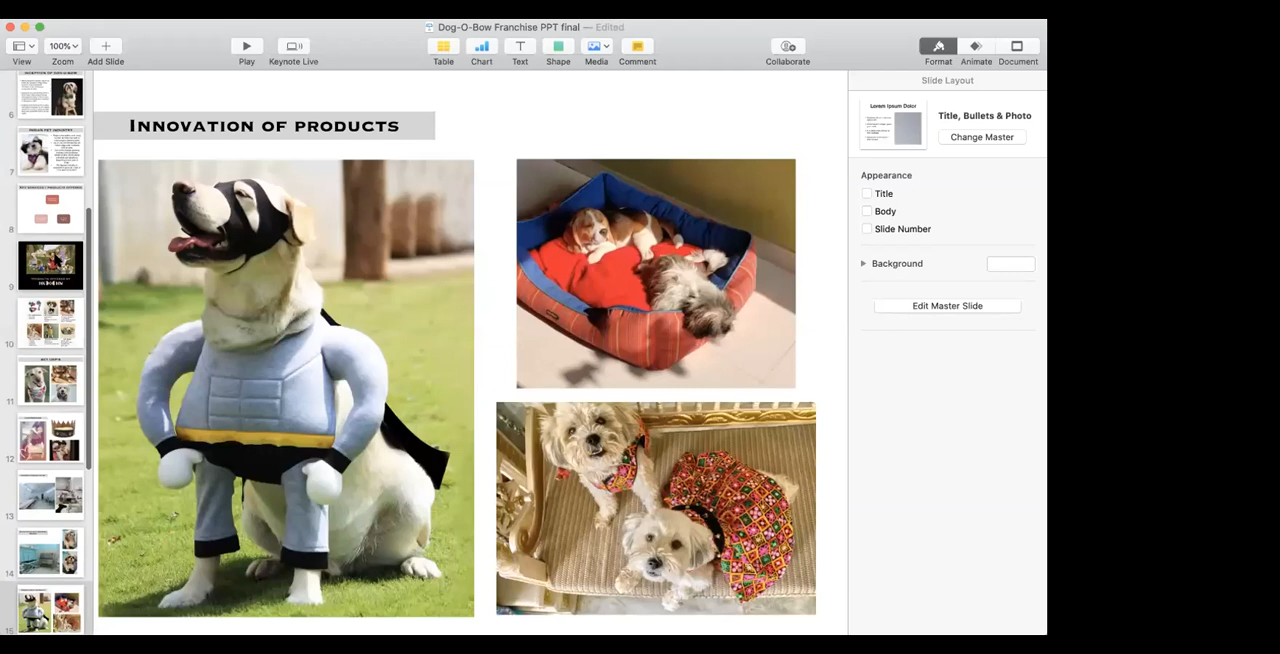 Dog-O-Bow Franchise PPT final — Edited
View
100%
Zoom
Add Slide
Play
Keynote Live
Table
Chart
Text
Shape
Media
Comment
Collaborate
Format
Animate
Document
Slide Layout
Lorem Ipsum Dolor
Title, Bullets & Photo
Change Master
Appearance
Title
Body
Slide Number
Background
Edit Master Slide
INNOVATION OF PRODUCTS
6
7
8
9
10
11
12
13
14
15